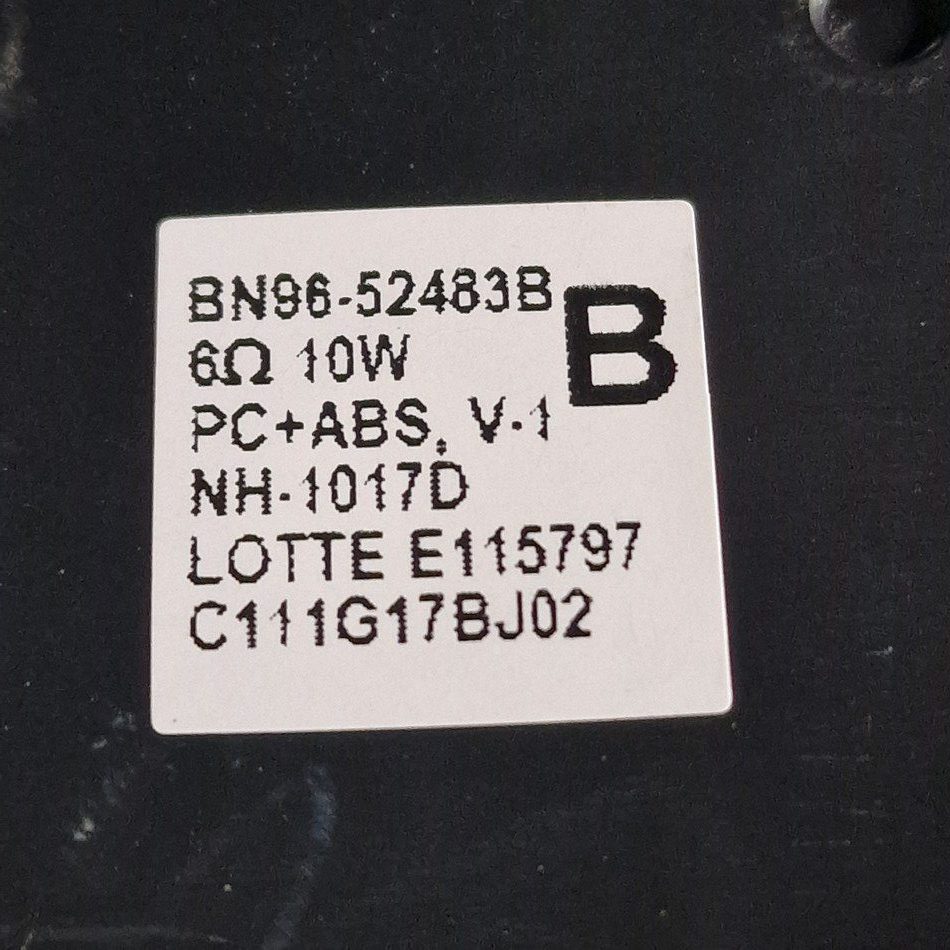 BN96-52483B
B
6Ω 10W
PC+ABS, V-1
NH-1017D
LOTTE E115797
C111G17BJ02